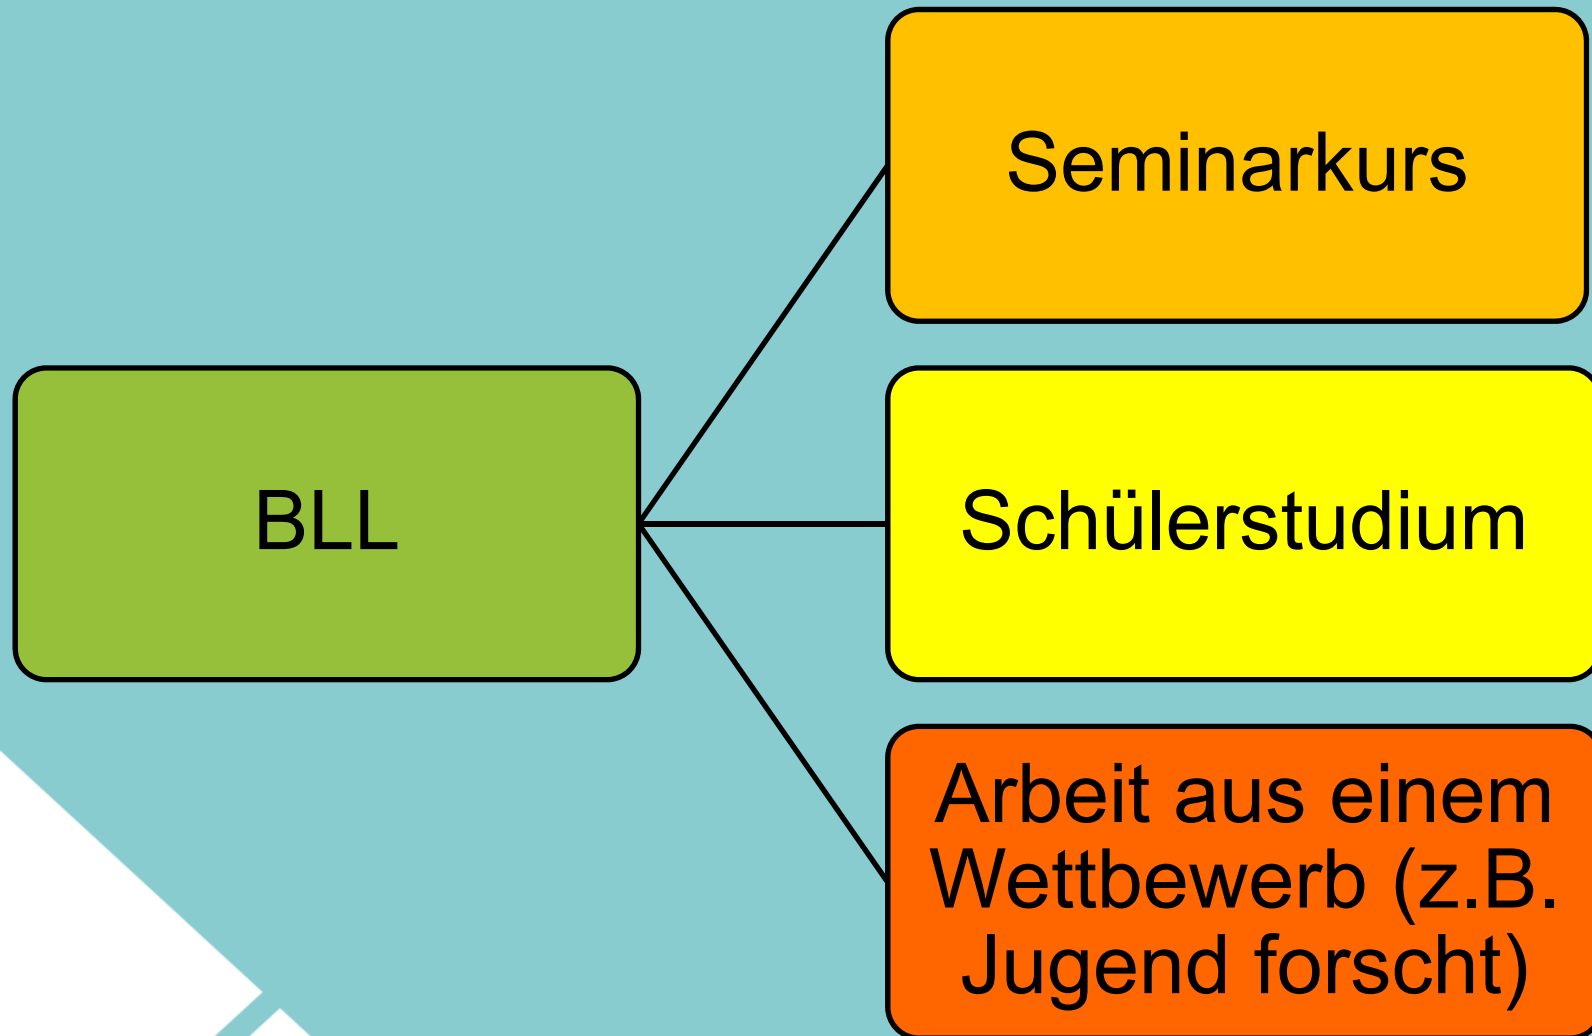 Seminarkurs
BLL
Schülerstudium
Arbeit aus einem
Wettbewerb (z.B.
Jugend forscht)